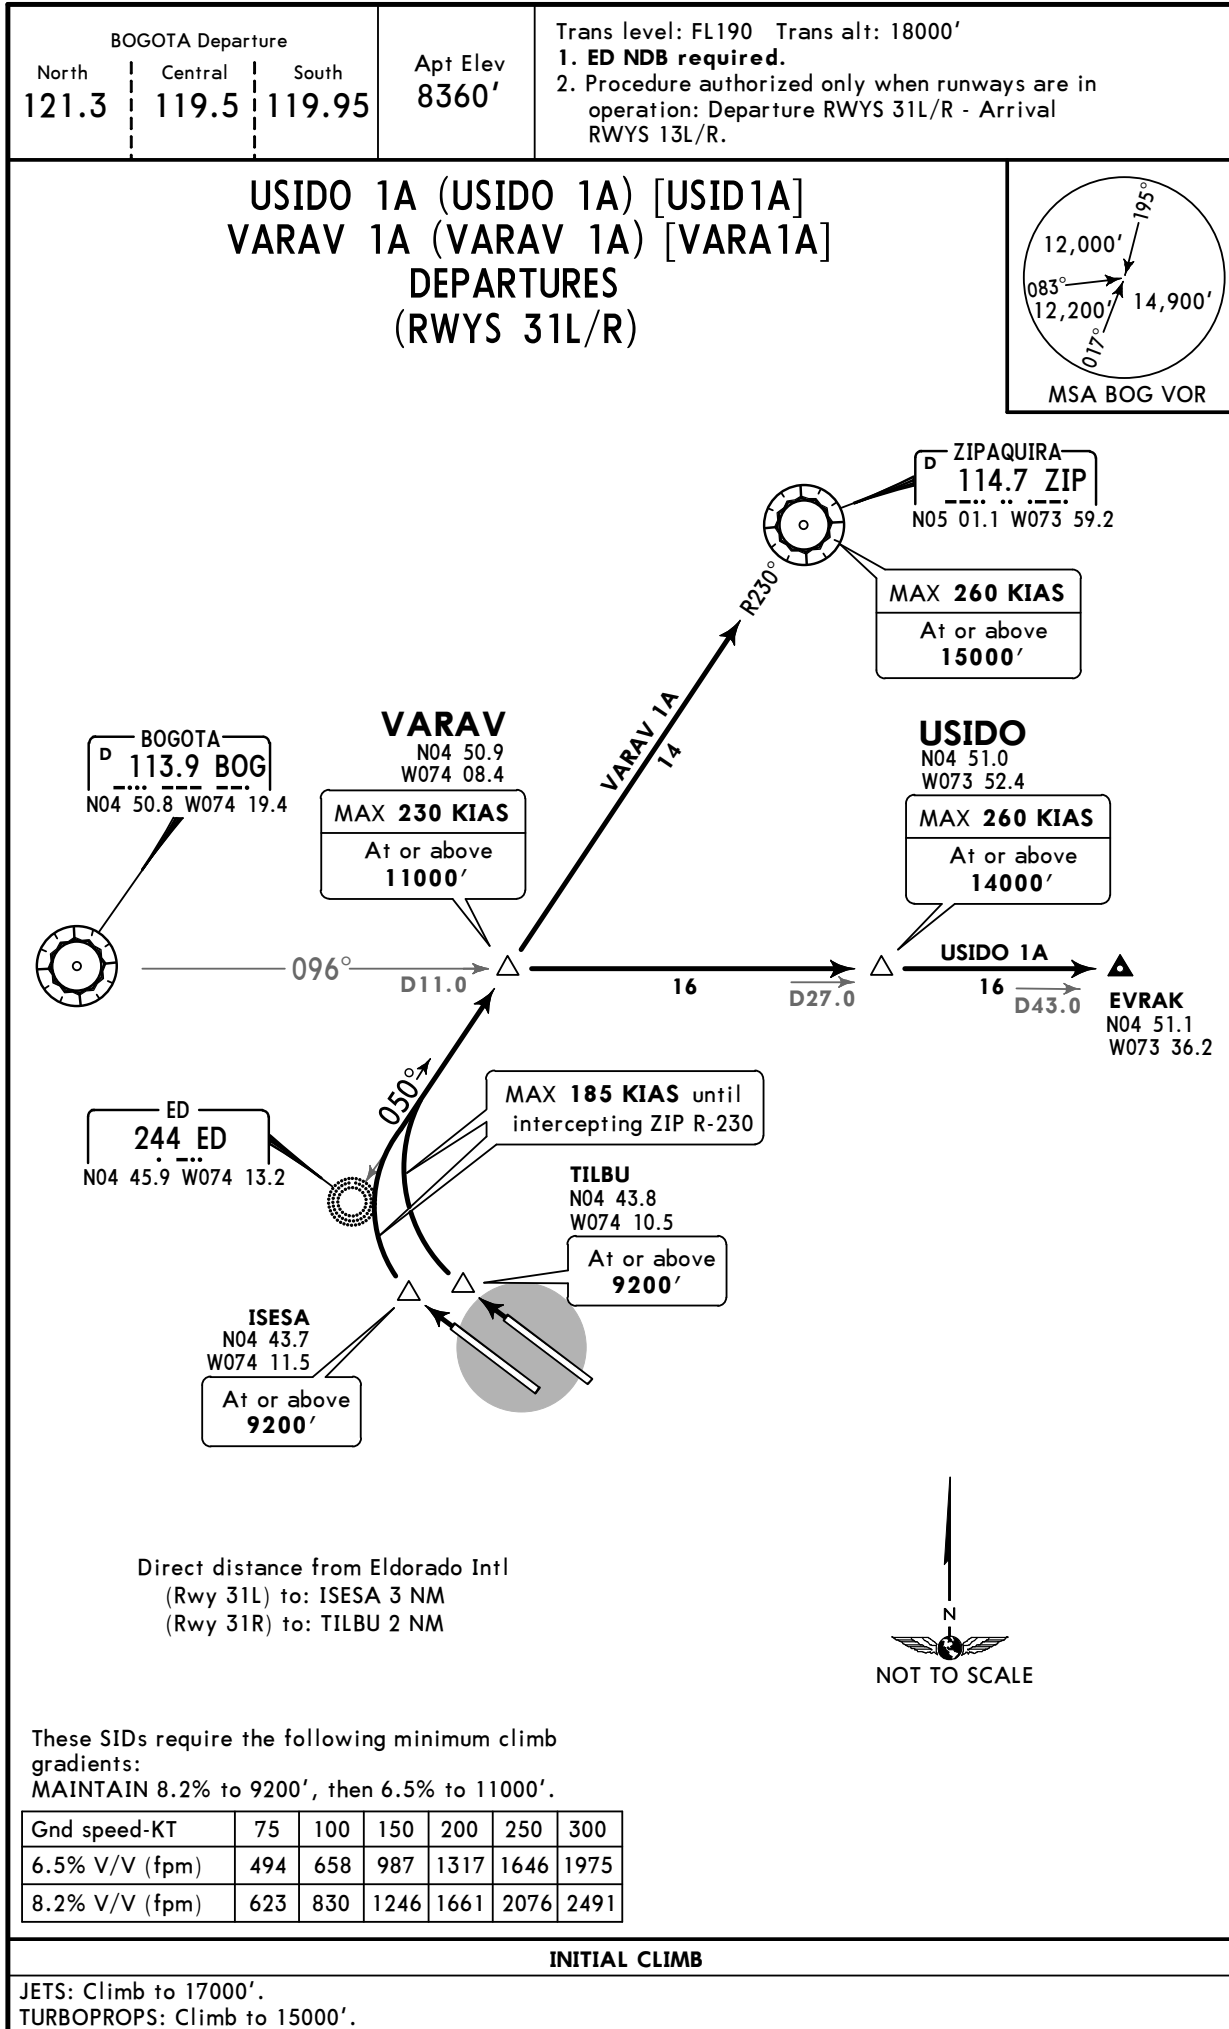 BOGOTA Departure
North Central South
121.3 119.5 119.95
Apt Elev
8360'
Trans level: FL190 Trans alt: 18000'
1. ED NDB required.
2. Procedure authorized only when runways are in
operation: Departure RWYS 31L/R - Arrival
RWYS 13L/R.
USIDO 1A (USIDO 1A) [USID1A]
VARAV 1A (VARAV 1A) [VARA1A]
DEPARTURES
(RWYS 31L/R)
195°
12,000'
083°
12,200'
14,900'
017°
MSA BOG VOR
ZIPAQUIRA
D 114.7 ZIP
N05 01.1 W073 59.2
R230°
MAX 260 KIAS
At or above
15000'
VARAV 1A
14
BOGOTA
D 113.9 BOG
N04 50.8 W074 19.4
VARAV
N04 50.9
W074 08.4
MAX 230 KIAS
At or above
11000'
USIDO
N04 51.0
W073 52.4
MAX 260 KIAS
At or above
14000'
096°
D11.0
16
D27.0
USIDO 1A
16
D43.0
EVRAK
N04 51.1
W073 36.2
050°
MAX 185 KIAS until
intercepting ZIP R-230
ED
244 ED
N04 45.9 W074 13.2
TILBU
N04 43.8
W074 10.5
At or above
9200'
ISESA
N04 43.7
W074 11.5
At or above
9200'
Direct distance from Eldorado Intl
(Rwy 31L) to: ISESA 3 NM
(Rwy 31R) to: TILBU 2 NM
N
NOT TO SCALE
These SIDs require the following minimum climb
gradients:
MAINTAIN 8.2% to 9200', then 6.5% to 11000'.
Gnd speed-KT 75 100 150 200 250 300
6.5% V/V (fpm) 494 658 987 1317 1646 1975
8.2% V/V (fpm) 623 830 1246 1661 2076 2491
INITIAL CLIMB
JETS: Climb to 17000'.
TURBOPROPS: Climb to 15000'.